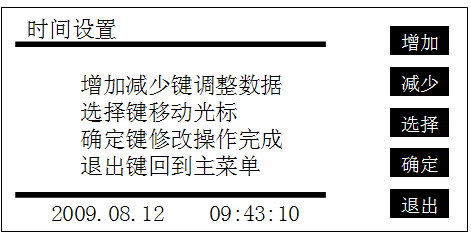 时间设置
增加减少键调整数据
选择键移动光标
确定键修改操作完成
退出键回到主菜单
2009.08.12 09:43:10
增加
减少
选择
确定
退出